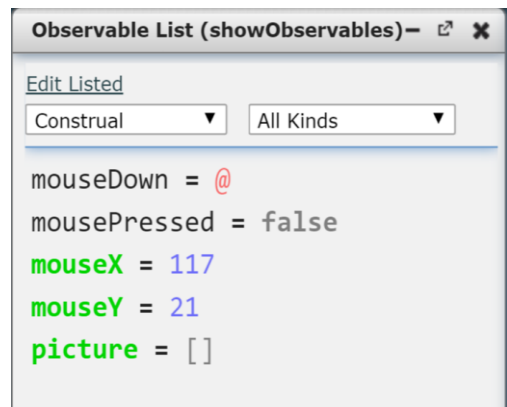 Observable List (showObservables)
Edit Listed
Construal All Kinds
mouseDown = @
mousePressed = false
mouseX = 117
mouseY = 21
picture = []